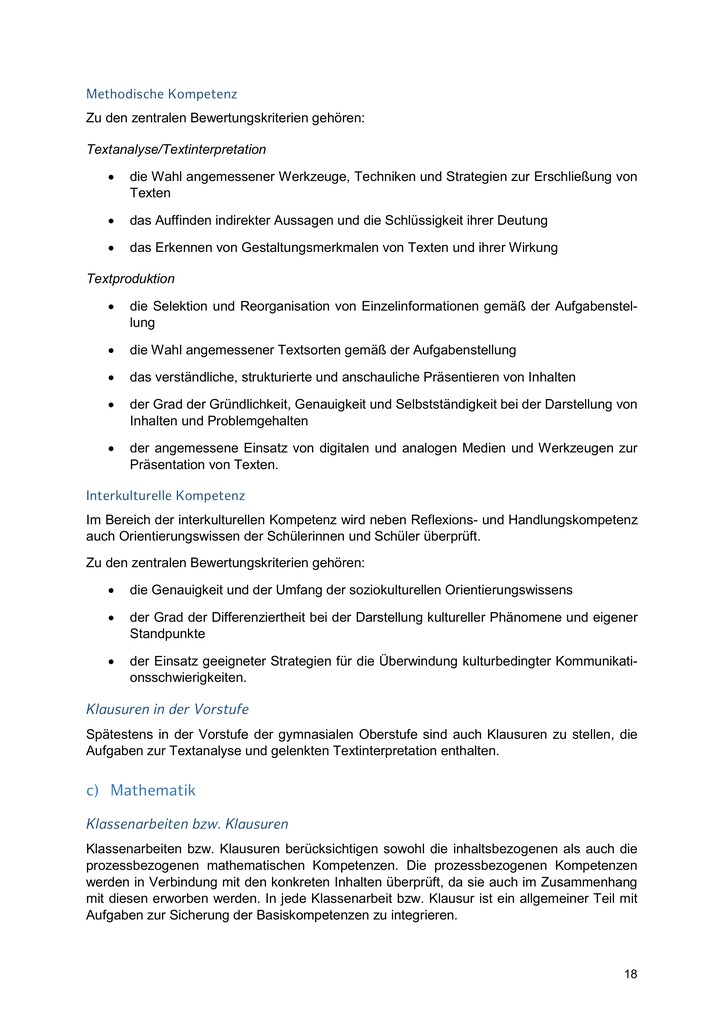 Methodische Kompetenz
Zu den zentralen Bewertungskriterien gehören:
Textanalyse/Textinterpretation
• die Wahl angemessener Werkzeuge, Techniken und Strategien zur Erschließung von
Texten
• das Auffinden indirekter Aussagen und die Schlüssigkeit ihrer Deutung
• das Erkennen von Gestaltungsmerkmalen von Texten und ihrer Wirkung
Textproduktion
• die Selektion und Reorganisation von Einzelinformationen gemäß der Aufgabenstel-
lung
• die Wahl angemessener Textsorten gemäß der Aufgabenstellung
• das verständliche, strukturierte und anschauliche Präsentieren von Inhalten
• der Grad der Gründlichkeit, Genauigkeit und Selbstständigkeit bei der Darstellung von
Inhalten und Problemgehalten
• der angemessene Einsatz von digitalen und analogen Medien und Werkzeugen zur
Präsentation von Texten.
Interkulturelle Kompetenz
Im Bereich der interkulturellen Kompetenz wird neben Reflexions- und Handlungskompetenz
auch Orientierungswissen der Schülerinnen und Schüler überprüft.
Zu den zentralen Bewertungskriterien gehören:
• die Genauigkeit und der Umfang der soziokulturellen Orientierungswissens
• der Grad der Differenziertheit bei der Darstellung kultureller Phänomene und eigener
Standpunkte
• der Einsatz geeigneter Strategien für die Überwindung kulturbedingter Kommunikati-
onsschwierigkeiten.
Klausuren in der Vorstufe
Spätestens in der Vorstufe der gymnasialen Oberstufe sind auch Klausuren zu stellen, die
Aufgaben zur Textanalyse und gelenkten Textinterpretation enthalten.
c) Mathematik
Klassenarbeiten bzw. Klausuren
Klassenarbeiten bzw. Klausuren berücksichtigen sowohl die inhaltsbezogenen als auch die
prozessbezogenen mathematischen Kompetenzen. Die prozessbezogenen Kompetenzen
werden in Verbindung mit den konkreten Inhalten überprüft, da sie auch im Zusammenhang
mit diesen erworben werden. In jede Klassenarbeit bzw. Klausur ist ein allgemeiner Teil mit
Aufgaben zur Sicherung der Basiskompetenzen zu integrieren.
18